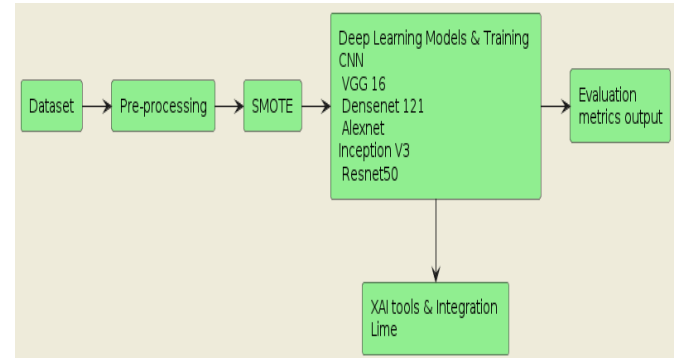 Dataset
Pre-processing
SMOTE
Deep Learning Models & Training
CNN
VGG 16
Densenet 121
Alexnet
Inception V3
Resnet50
Evaluation
metrics output
XAI tools & Integration
Lime